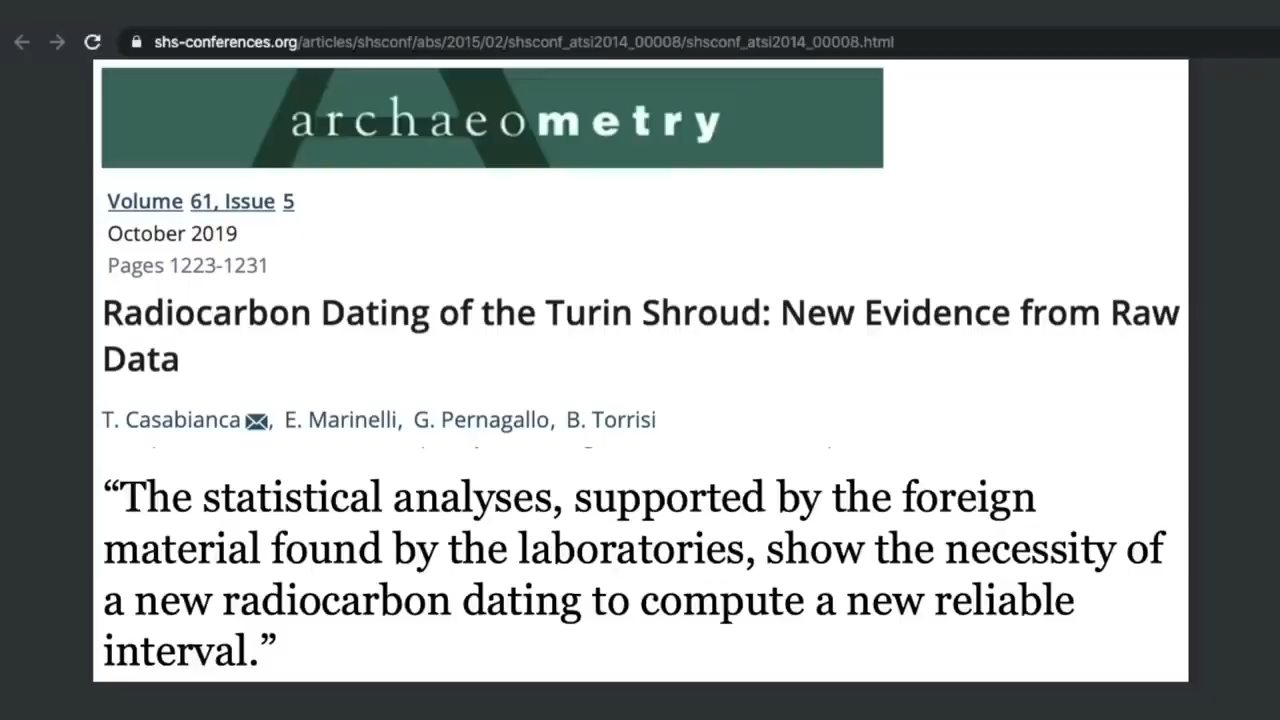 shs-conferences.org/articles/shsconf/abs/2015/02/shsconf_atsi2014_00008/shsconf_atsi2014_00008.html
archaeometry
Volume 61, Issue 5
October 2019
Pages 1223-1231
Radiocarbon Dating of the Turin Shroud: New Evidence from Raw
Data
T. Casabianca, E. Marinelli, G. Pernagallo, B. Torrisi
“The statistical analyses, supported by the foreign
material found by the laboratories, show the necessity of
a new radiocarbon dating to compute a new reliable
interval.”